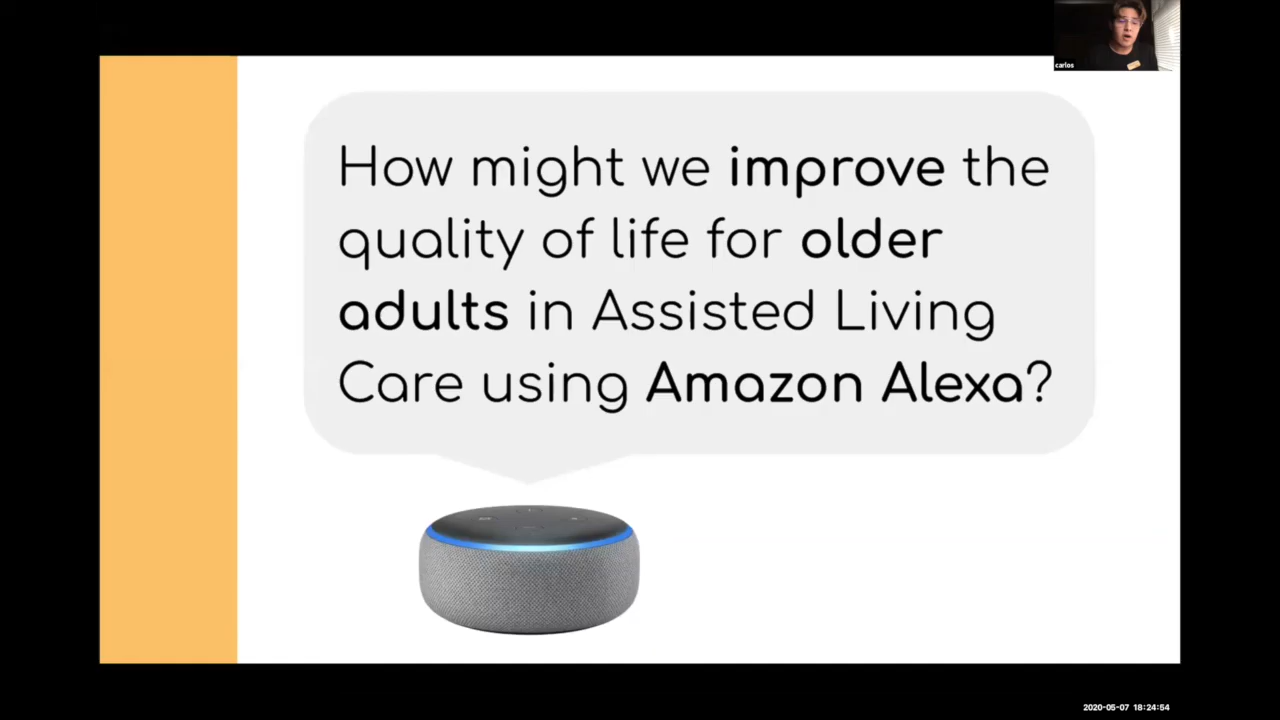 carlos
How might we improve the
quality of life for older
adults in Assisted Living
Care using Amazon Alexa?
2020-05-07 18:24:54